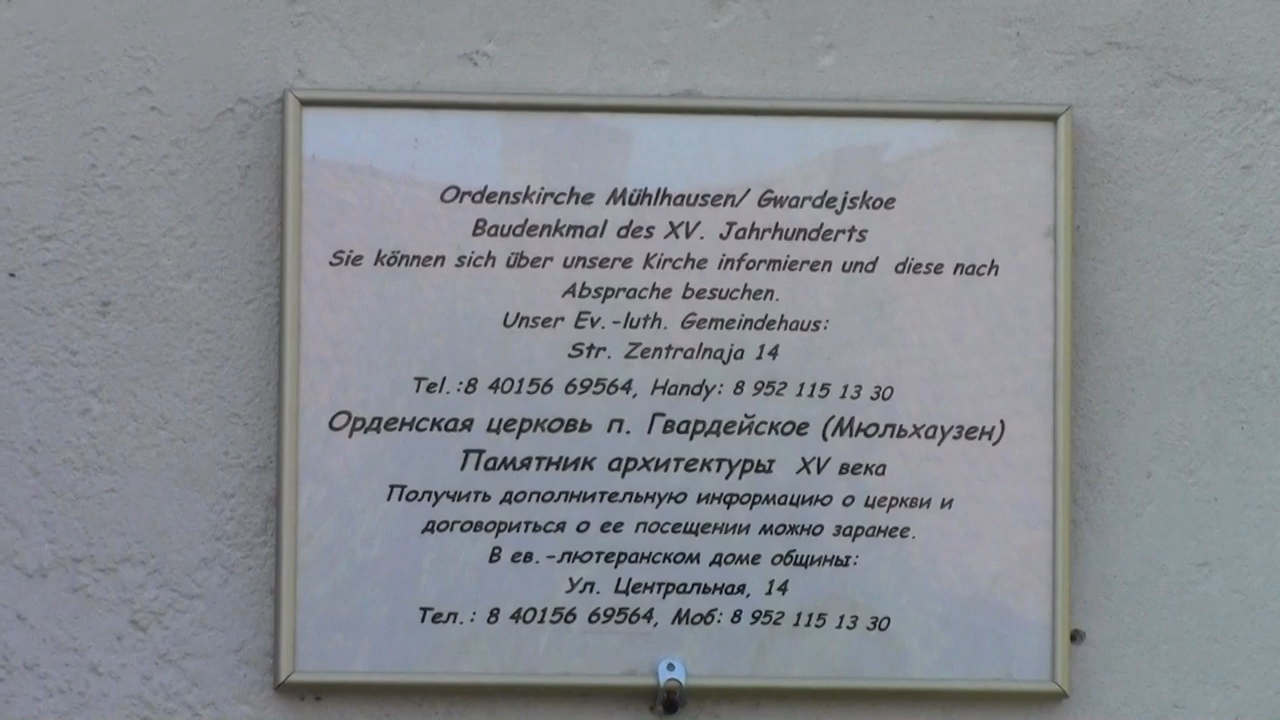 Ordenskirche Mühlhausen/ Gwardejskoe
Baudenkmal des XV. Jahrhunderts
Sie können sich über unsere Kirche informieren und diese nach
Absprache besuchen.
Unser Ev.-luth. Gemeindehaus:
Str. Zentralnaja 14
Tel.:8 40156 69564, Handy: 8 952 115 13 30
Орденская церковь п. Гвардейское (Мюльхаузен)
Памятник архитектуры XV века
Получить дополнительную информацию о церкви и
договориться о ее посещении можно заранее.
В ев.-лютеранском доме общины:
Ул. Центральная, 14
Тел.: 8 40156 69564, Моб: 8 952 115 13 30